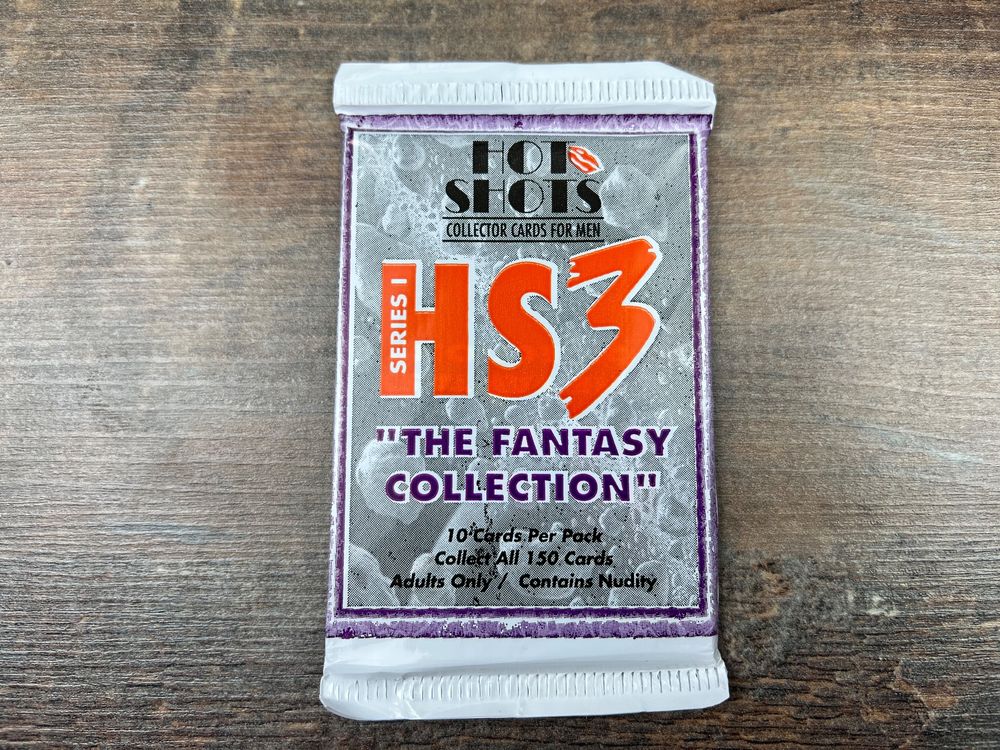 HOT
SHOTS
COLLECTOR CARDS FOR MEN
SERIES I
HS3
"THE FANTASY
COLLECTION"
10 Cards Per Pack
Collect All 150 Cards
Adults Only / Contains Nudity